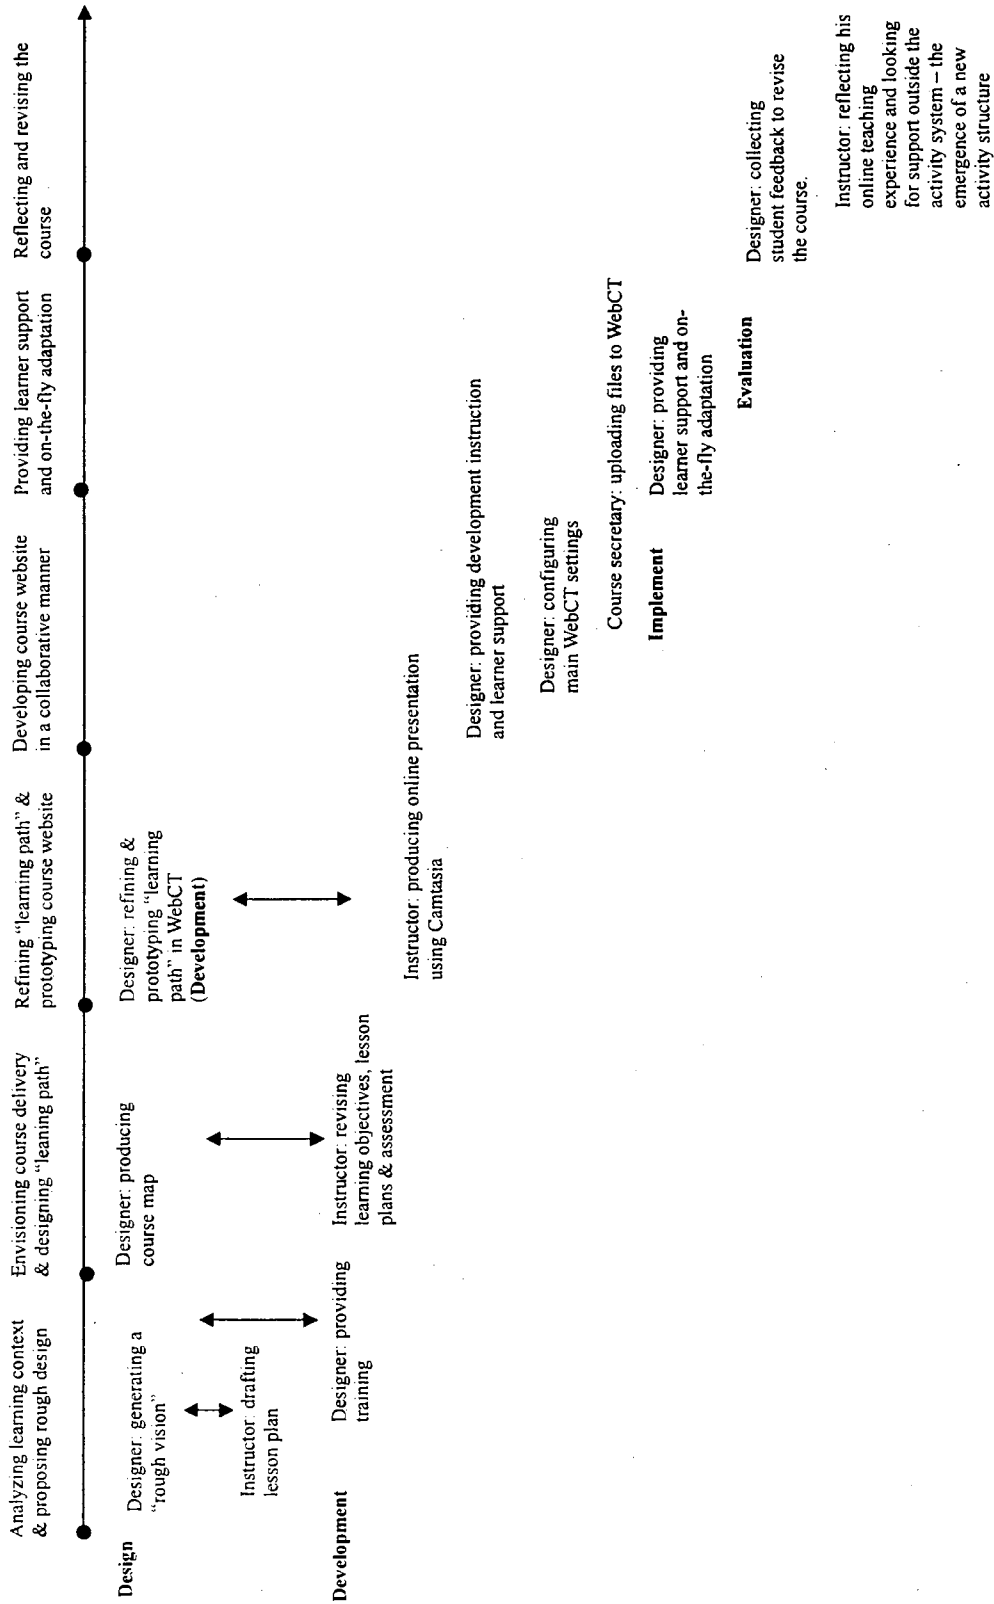 Analyzing learning context
& proposing rough design
Envisioning course delivery
& designing “leaning path”
Refining “learning path” &
prototyping course website
Developing course website
in a collaborative manner
Providing learner support
and on-the-fly adaptation
Reflecting and revising the
course
Design
Designer: generating a
“rough vision”
Instructor: drafting
lesson plan
Designer: producing
course map
Designer: refining &
prototyping “learning
path” in WebCT
(Development)
Development
Designer: providing
training
Instructor: revising
learning objectives, lesson
plans & assessment
Instructor: producing online presentation
using Camtasia
Designer: providing development instruction
and learner support
Designer: configuring
main WebCT settings
Course secretary: uploading files to WebCT
Implement
Designer: providing
learner support and on-
the-fly adaptation
Evaluation
Designer: collecting
student feedback to revise
the course.
Instructor: reflecting his
online teaching
experience and looking
for support outside the
activity system – the
emergence of a new
activity structure